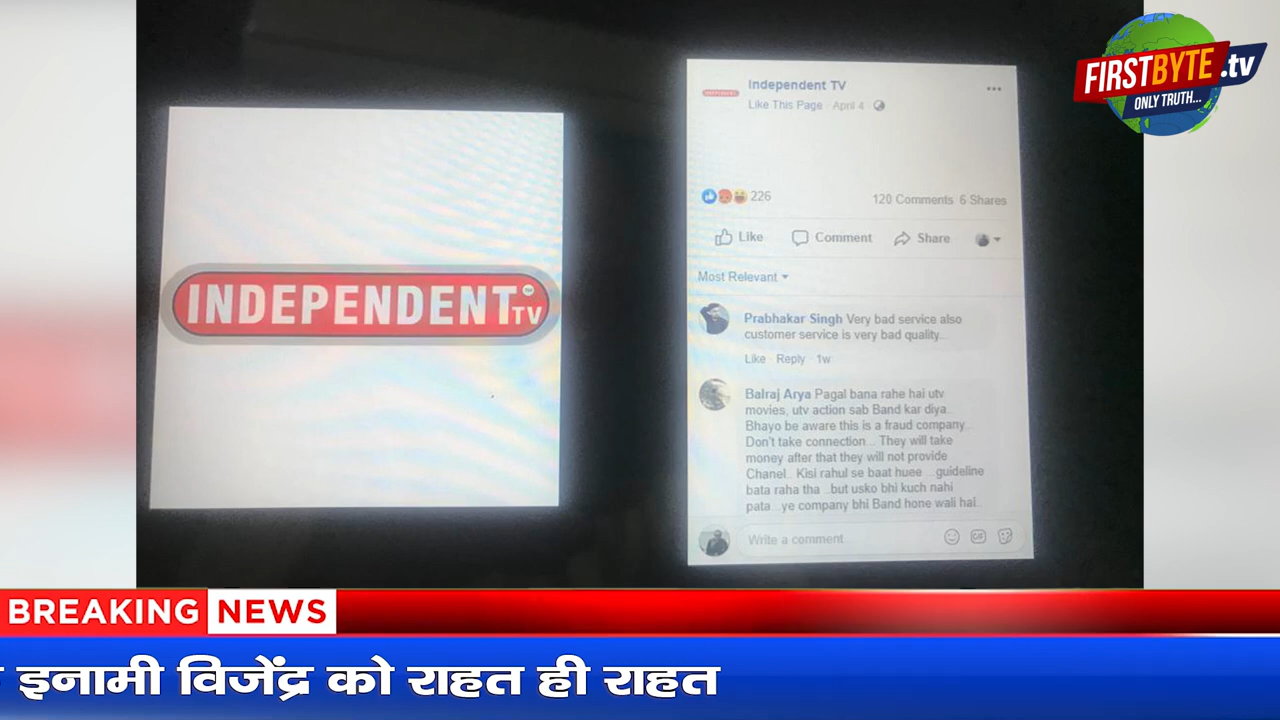 FIRSTBYTE.tv
ONLY TRUTH...
INDEPENDENT TV
Independent TV
Like This Page · April 4
226
120 Comments 6 Shares
Like Comment Share
Most Relevant
Prabhakar Singh Very bad service also
customer service is very bad quality...
Like · Reply · 1w
Balraj Arya Pagal bana rahe hai utv
movies, utv action sab Band kar diya..
Bhayo be aware this is a fraud company...
Don't take connection... They will take
money after that they will not provide
Chanel.. Kisi rahul se baat huee ...guideline
bata raha tha ..but usko bhi kuch nahi
pata...ye company bhi Band hone wali hai..
Write a comment...
GIF
BREAKING NEWS
इनामी विजेंद्र को राहत ही राहत